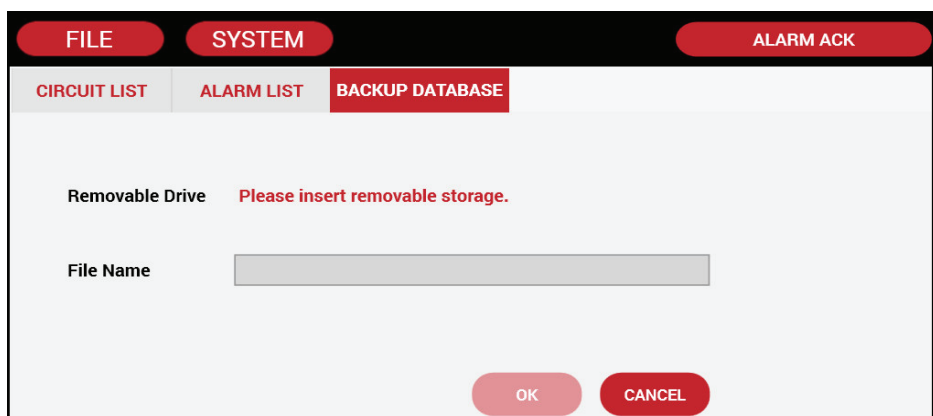 FILE SYSTEM ALARM ACK
CIRCUIT LIST ALARM LIST BACKUP DATABASE
Removable Drive Please insert removable storage.
File Name
OK CANCEL